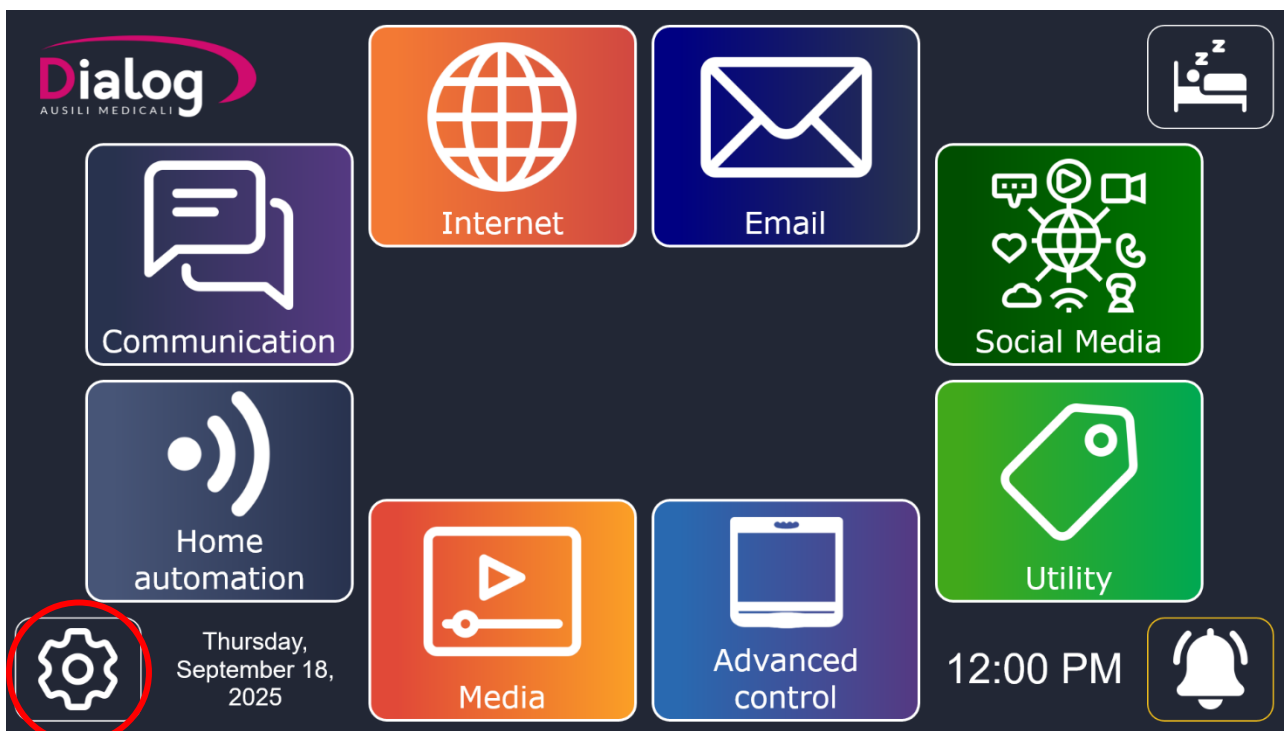 Dialog
AUSILI MEDICALI
Internet
Email
Communication
Social Media
Home
automation
Utility
Thursday,
September 18,
2025
Media
Advanced
control
12:00 PM